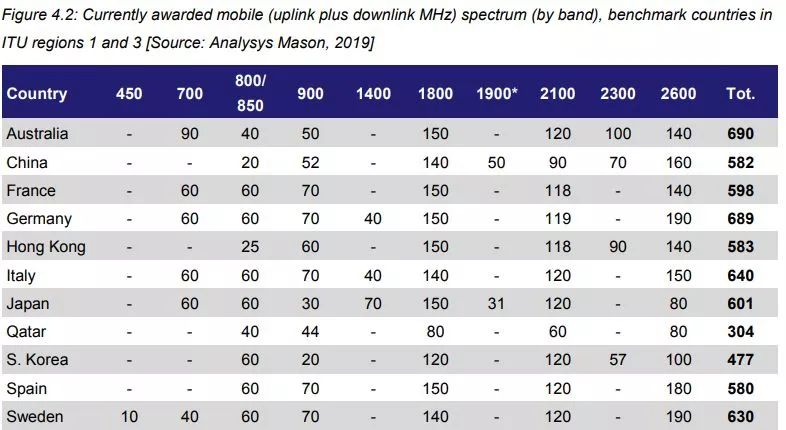 Figure 4.2: Currently awarded mobile (uplink plus downlink MHz) spectrum (by band), benchmark countries in
ITU regions 1 and 3 [Source: Analysys Mason, 2019]
Country 450 700 800/ 850 900 1400 1800 1900* 2100 2300 2600 Tot.
Australia - 90 40 50 - 150 - 120 100 140 690
China - - 20 52 140 50 90 70 160 582
France - 60 60 70 - 150 - 118 - 140 598
Germany - 60 60 70 40 150 - 119 - 190 689
Hong Kong - - 25 60 150 - 118 90 140 583
Italy - 60 60 70 40 140 - 120 - 150 640
Japan - 60 60 30 70 150 31 120 - 80 601
Qatar - - 40 44 - 80 - 60 - 80 304
S. Korea - - 60 20 - 120 - 120 57 100 477
Spain - - 60 70 - 150 - 120 - 180 580
Sweden 10 40 60 70 - 140 - 120 - 190 630